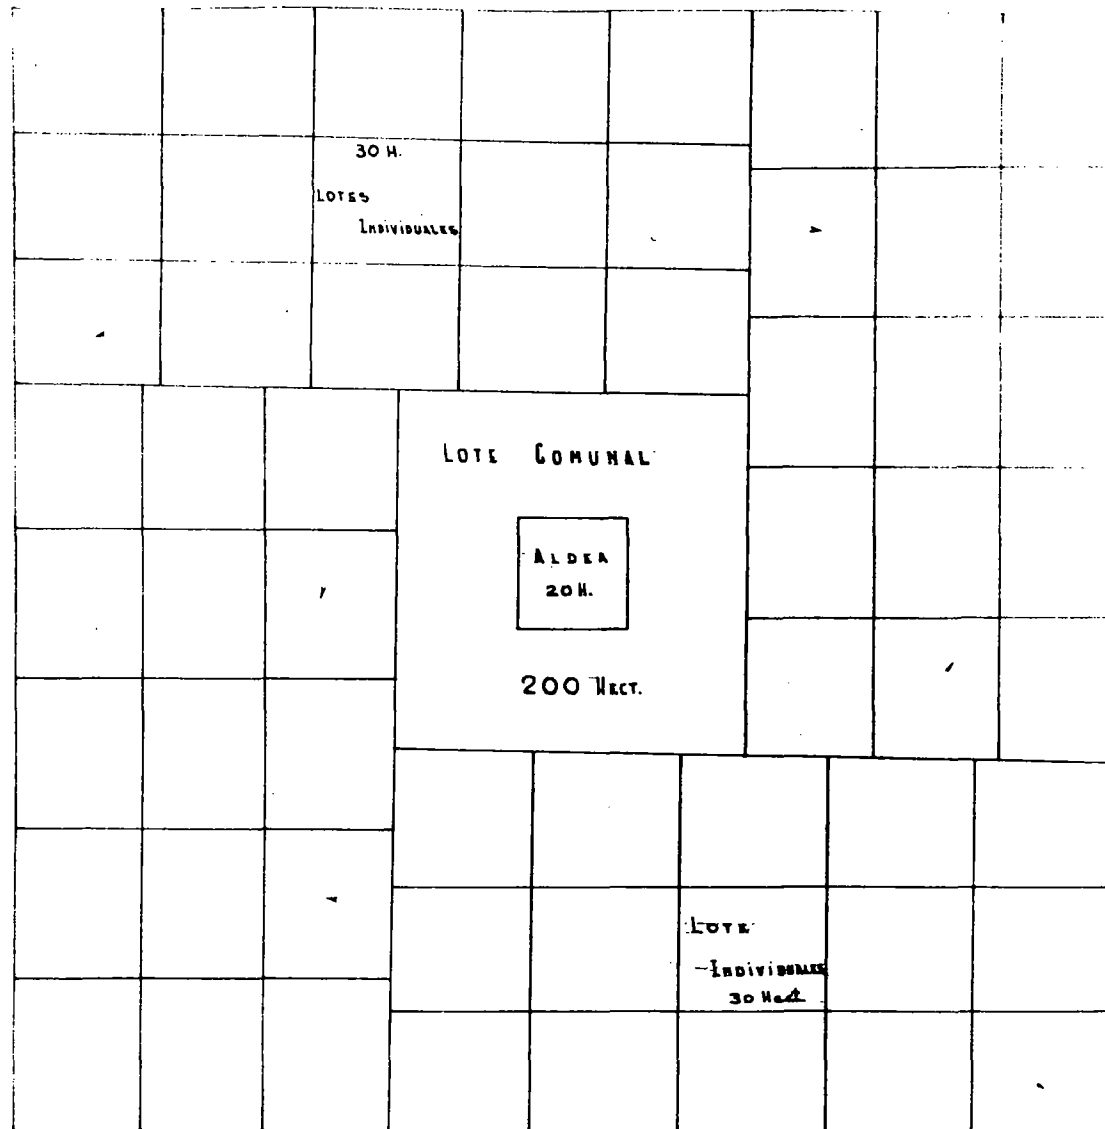 30 H.
LOTES
INDIVIDUALES
LOTE COMUNAL
ALDEA
20 H.
200 HECT.
LOTE
INDIVIDUALES
30 Hect